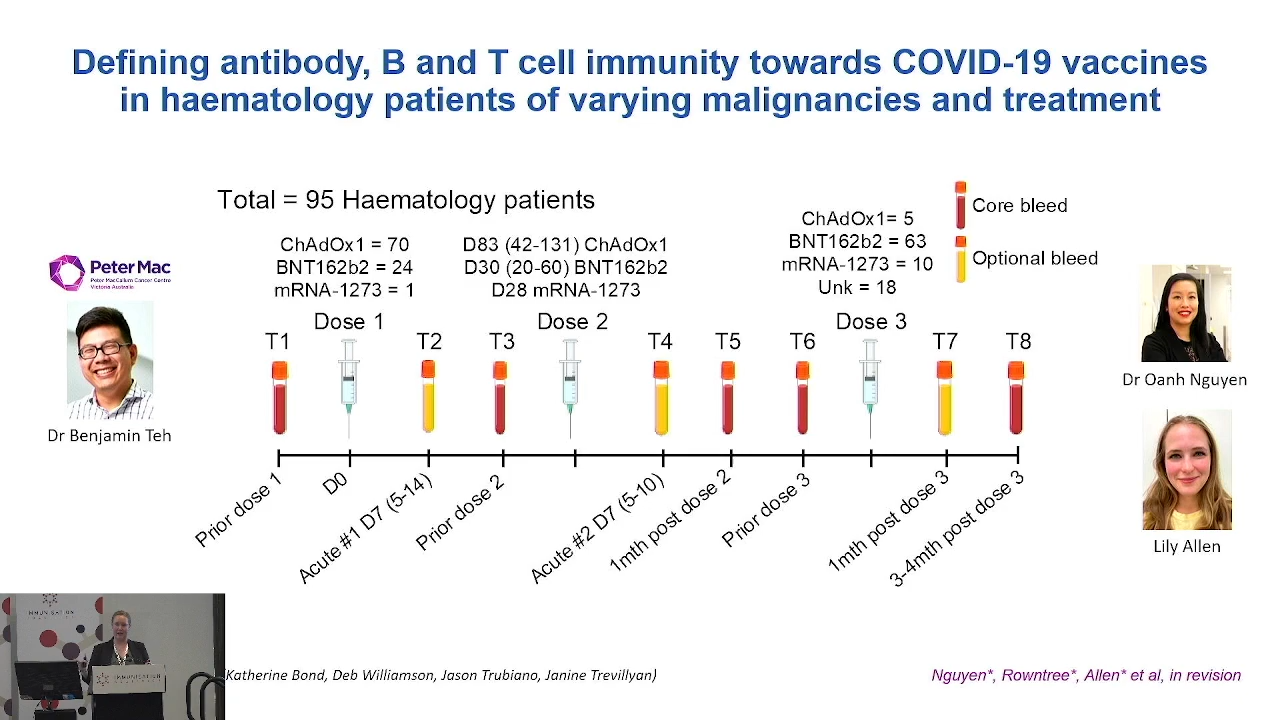 Defining antibody, B and T cell immunity towards COVID-19 vaccines
in haematology patients of varying malignancies and treatment
Total = 95 Haematology patients
ChAdOx1 = 70
BNT162b2 = 24
mRNA-1273 = 1
D83 (42-131) ChAdOx1
D30 (20-60) BNT162b2
D28 mRNA-1273
ChAdOx1= 5
BNT162b2 = 63
mRNA-1273 = 10
Unk = 18
Core bleed
Optional bleed
Peter Mac
Peter MacCallum Cancer Centre
Victoria Australia
Dr Benjamin Teh
Dose 1
Dose 2
Dose 3
T1
T2
T3
T4
T5
T6
T7
T8
Prior dose 1
D0
Acute #1 D7 (5-14)
Prior dose 2
Acute #2 D7 (5-10)
1mth post dose 2
Prior dose 3
1mth post dose 3
3-4mth post dose 3
Dr Oanh Nguyen
Lily Allen
(Katherine Bond, Deb Williamson, Jason Trubiano, Janine Trevillyan)
Nguyen*, Rowntree*, Allen* et al, in revision